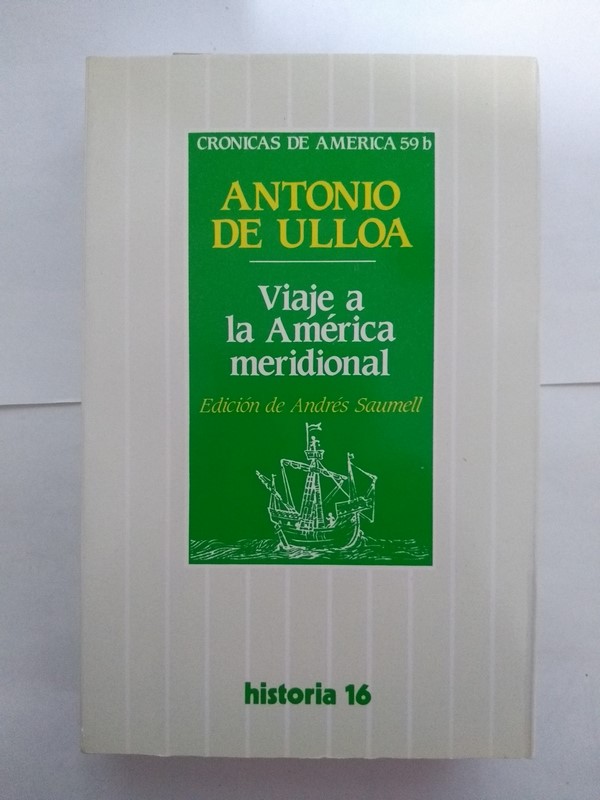 CRONICAS DE AMERICA 59 b
ANTONIO
DE ULLOA
Viaje a
la América
meridional
Edición de Andrés Saumell
historia 16